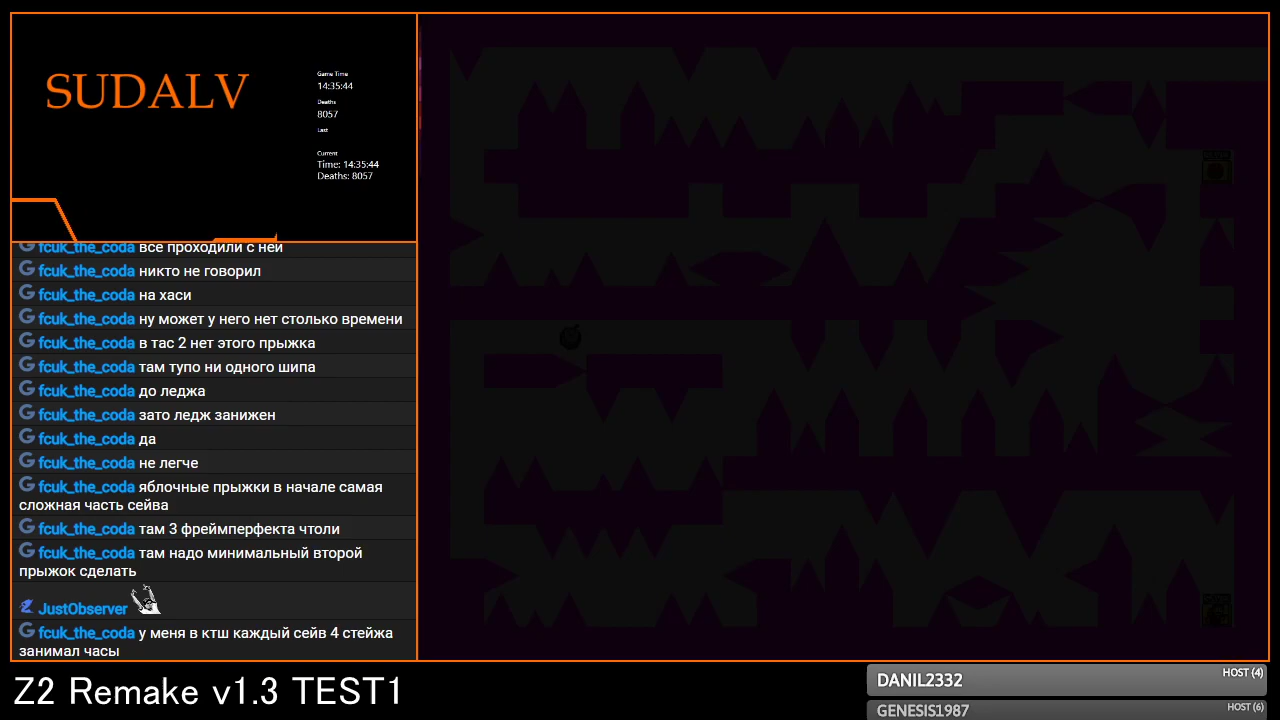 SUDALV
Game Time
14:35:44
Deaths
8057
Last
Current
Time: 14:35:44
Deaths: 8057
fcuk_the_coda все проходили с ней
fcuk_the_coda никто не говорил
fcuk_the_coda на хаси
fcuk_the_coda ну может у него нет столько времени
fcuk_the_coda в тас 2 нет этого прыжка
fcuk_the_coda там тупо ни одного шипа
fcuk_the_coda до леджа
fcuk_the_coda зато ледж занижен
fcuk_the_coda да
fcuk_the_coda не легче
fcuk_the_coda яблочные прыжки в начале самая
сложная часть сейва
fcuk_the_coda там 3 фреймперфекта чтоли
fcuk_the_coda там надо минимальный второй
прыжок сделать
JustObserver
fcuk_the_coda у меня в ктш каждый сейв 4 стейжа
занимал часы
Z2 Remake v1.3 TEST1
DANIL2332 HOST (4)
GENESIS1987 HOST (6)